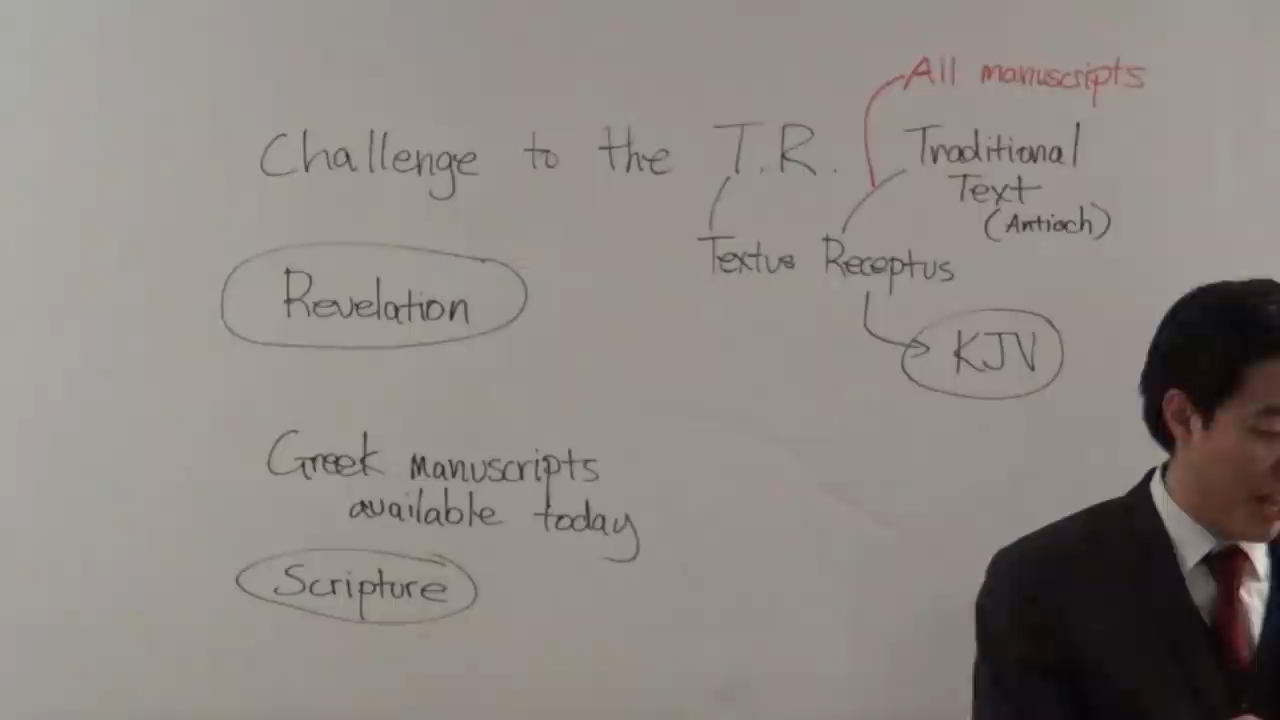 All manuscripts
Challenge to the T.R.
Traditional
Text
(Antioch)
Textus Receptus
Revelation
KJV
Greek manuscripts
available today
Scripture